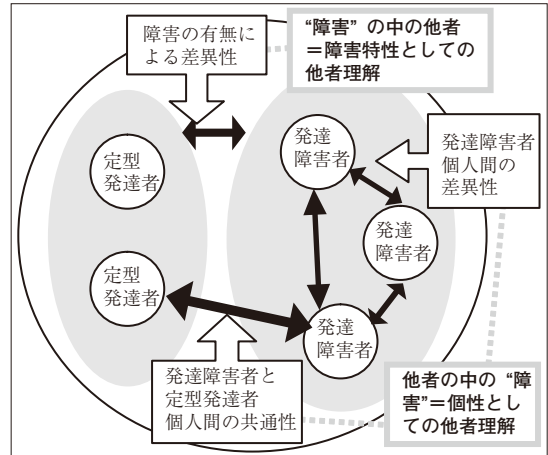 障害の有無
による差異性
“障害” の中の他者
＝障害特性としての
他者理解
定型
発達者
発達
障害者
発達障害者
個人間の
差異性
発達
障害者
定型
発達者
発達
障害者
発達障害者と
定型発達者
個人間の共通性
他者の中の “障
害”＝個性とし
ての他者理解